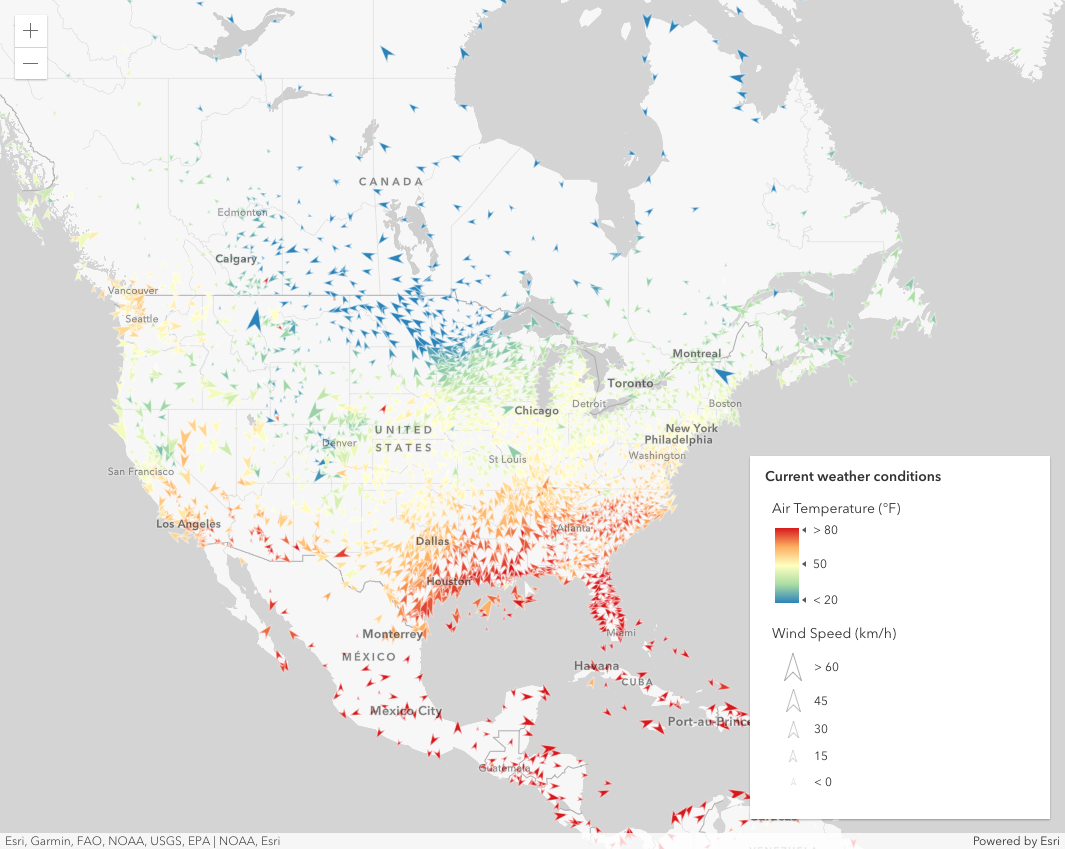 +
−
CANADA
Edmonton
Calgary
Vancouver
Seattle
Montreal
Toronto
Chicago
Detroit
Boston
UNITED
STATES
New York
Philadelphia
Denver
St Louis
Washington
San Francisco
Los Angeles
Atlanta
Dallas
Houston
Monterrey
Miami
MÉXICO
Havana
CUBA
Mexico City
Port-au-Prince
Guatemala
Current weather conditions
Air Temperature (°F)
> 80
50
< 20
Wind Speed (km/h)
> 60
45
30
15
< 0
Esri, Garmin, FAO, NOAA, USGS, EPA | NOAA, Esri
Powered by Esri